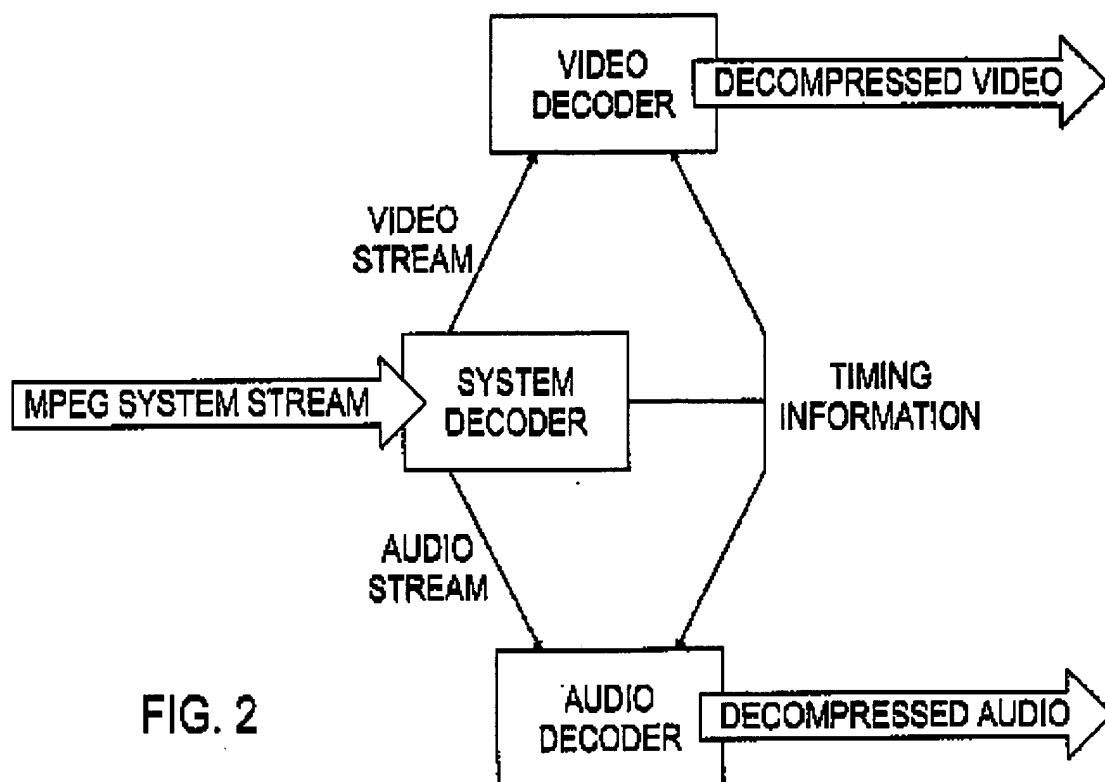 VIDEO
DECODER
DECOMPRESSED VIDEO
VIDEO
STREAM
MPEG SYSTEM STREAM
SYSTEM
DECODER
TIMING
INFORMATION
AUDIO
STREAM
FIG. 2
AUDIO
DECODER
DECOMPRESSED AUDIO